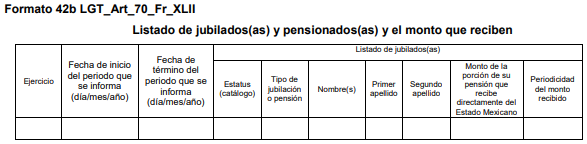 Formato 42b LGT_Art_70_Fr_XLII
Listado de jubilados(as) y pensionados(as) y el monto que reciben
Listado de jubilados(as)
Ejercicio
Fecha de inicio
del periodo que
se informa
(día/mes/año)
Fecha de
término del
periodo que se
informa
(día/mes/año)
Estatus
(catálogo)
Tipo de
jubilación
o pensión
Nombre(s)
Primer
apellido
Segundo
apellido
Monto de la
porción de su
pensión que
recibe
directamente del
Estado Mexicano
Periodicidad
del monto
recibido